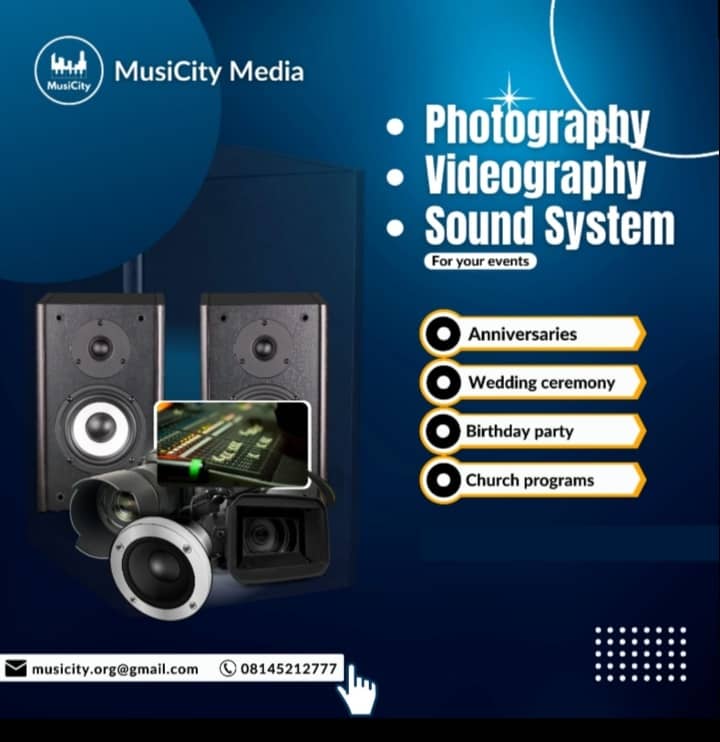 MusiCity
MusiCity Media
• Photography
• Videography
• Sound System
For your events
Anniversaries
Wedding ceremony
Birthday party
Church programs
musicity.org@gmail.com
08145212777